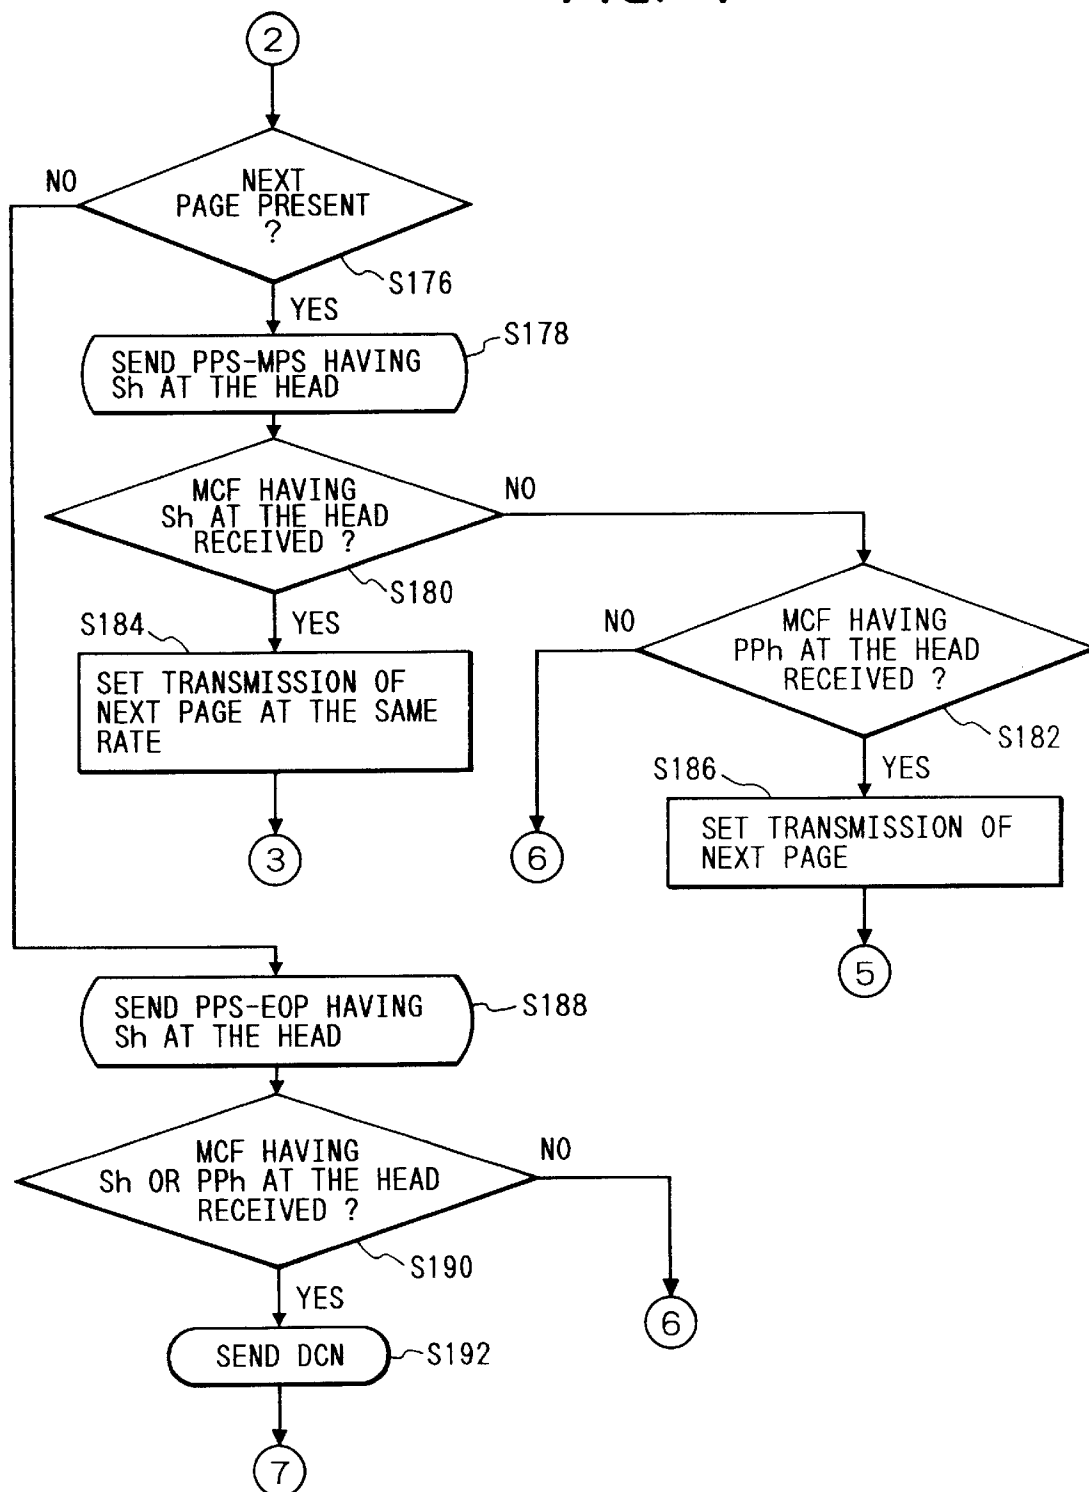 2
NEXT
PAGE PRESENT
?
NO
S176
YES
S178
SEND PPS-MPS HAVING
Sh AT THE HEAD
MCF HAVING
Sh AT THE HEAD
RECEIVED ?
NO
S180
YES
S184
SET TRANSMISSION OF
NEXT PAGE AT THE SAME
RATE
3
MCF HAVING
PPh AT THE HEAD
RECEIVED ?
NO
S182
6
YES
S186
SET TRANSMISSION OF
NEXT PAGE
5
SEND PPS-EOP HAVING
Sh AT THE HEAD
S188
MCF HAVING
Sh OR PPh AT THE HEAD
RECEIVED ?
NO
S190
6
YES
SEND DCN
S192
7